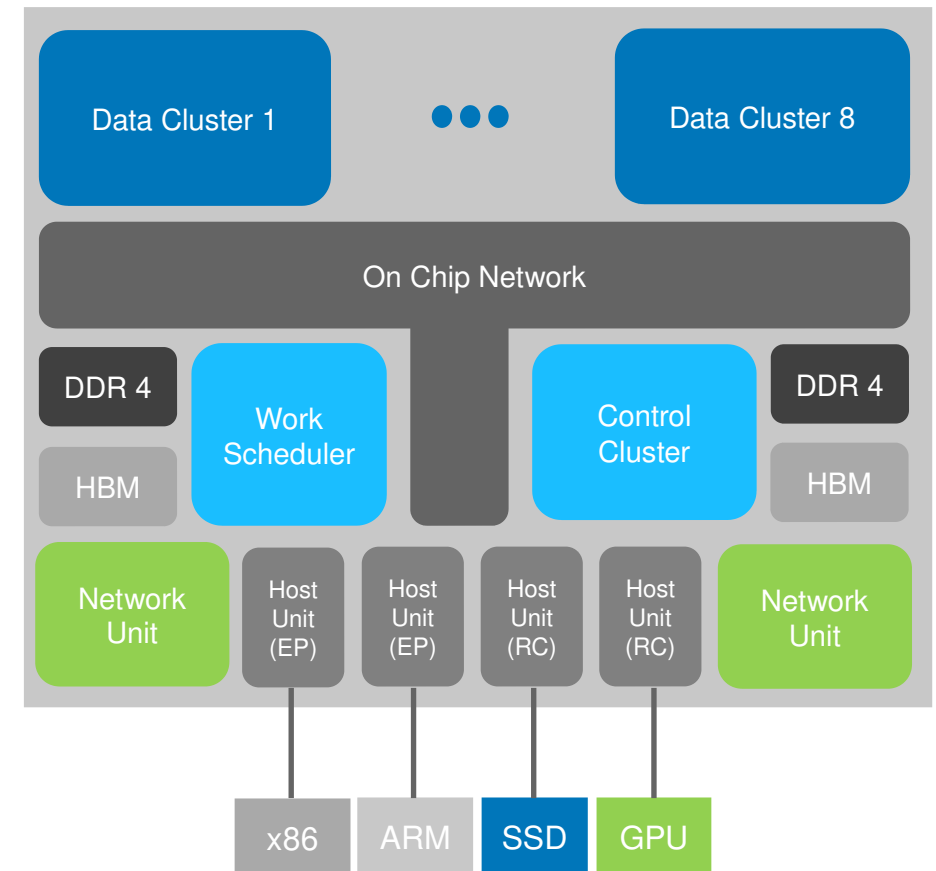 Data Cluster 1
Data Cluster 8
On Chip Network
DDR 4
Work
Scheduler
Control
Cluster
DDR 4
HBM
HBM
Network
Unit
Host
Unit
(EP)
Host
Unit
(EP)
Host
Unit
(RC)
Host
Unit
(RC)
Network
Unit
x86
ARM
SSD
GPU